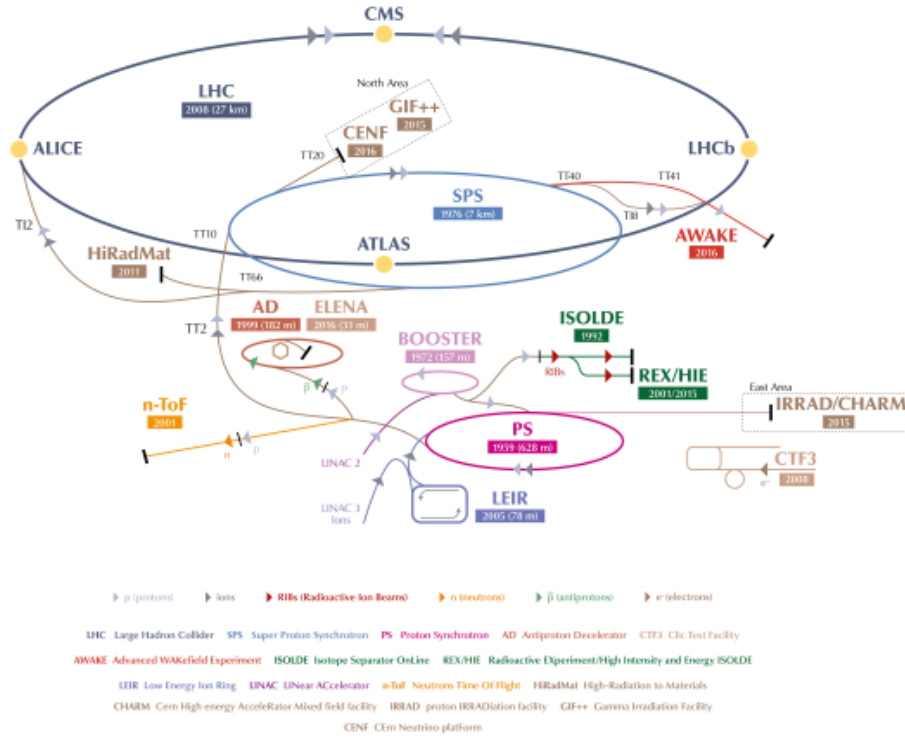 CMS
North Area
LHC
2008 (27 km)
GIF++
2015
CENF
2016
TT20
ALICE
LHCb
TT40
TT41
SPS
1976 (7 km)
TI2
TI8
TT10
ATLAS
AWAKE
2016
HiRadMat
2011
TT66
AD
1999 (182 m)
ELENA
2016 (31 m)
TT2
BOOSTER
1972 (157 m)
ISOLDE
1992
p̄
p
RIBs
REX/HIE
2001/2015
East Area
n-ToF
2001
IRRAD/CHARM
2015
PS
1959 (628 m)
n
p
LINAC 2
CTF3
2008
e-
LEIR
2005 (78 m)
LINAC 3
Ions
p (protons) ions RIBs (Radioactive Ion Beams) n (neutrons) p̄ (antiprotons) e- (electrons)
LHC Large Hadron Collider SPS Super Proton Synchrotron PS Proton Synchrotron AD Antiproton Decelerator CTF3 Clic Test Facility
AWAKE Advanced WAKefield Experiment ISOLDE Isotope Separator OnLine REX/HIE Radioactive EXperiment/High Intensity and Energy ISOLDE
LEIR Low Energy Ion Ring LINAC LINear ACcelerator n-ToF Neutrons Time Of Flight HiRadMat High-Radiation to Materials
CHARM Cern High energy AcceleRator Mixed field facility IRRAD proton IRRADiation facility GIF++ Gamma Irradiation Facility
CENF CErn Neutrino platform